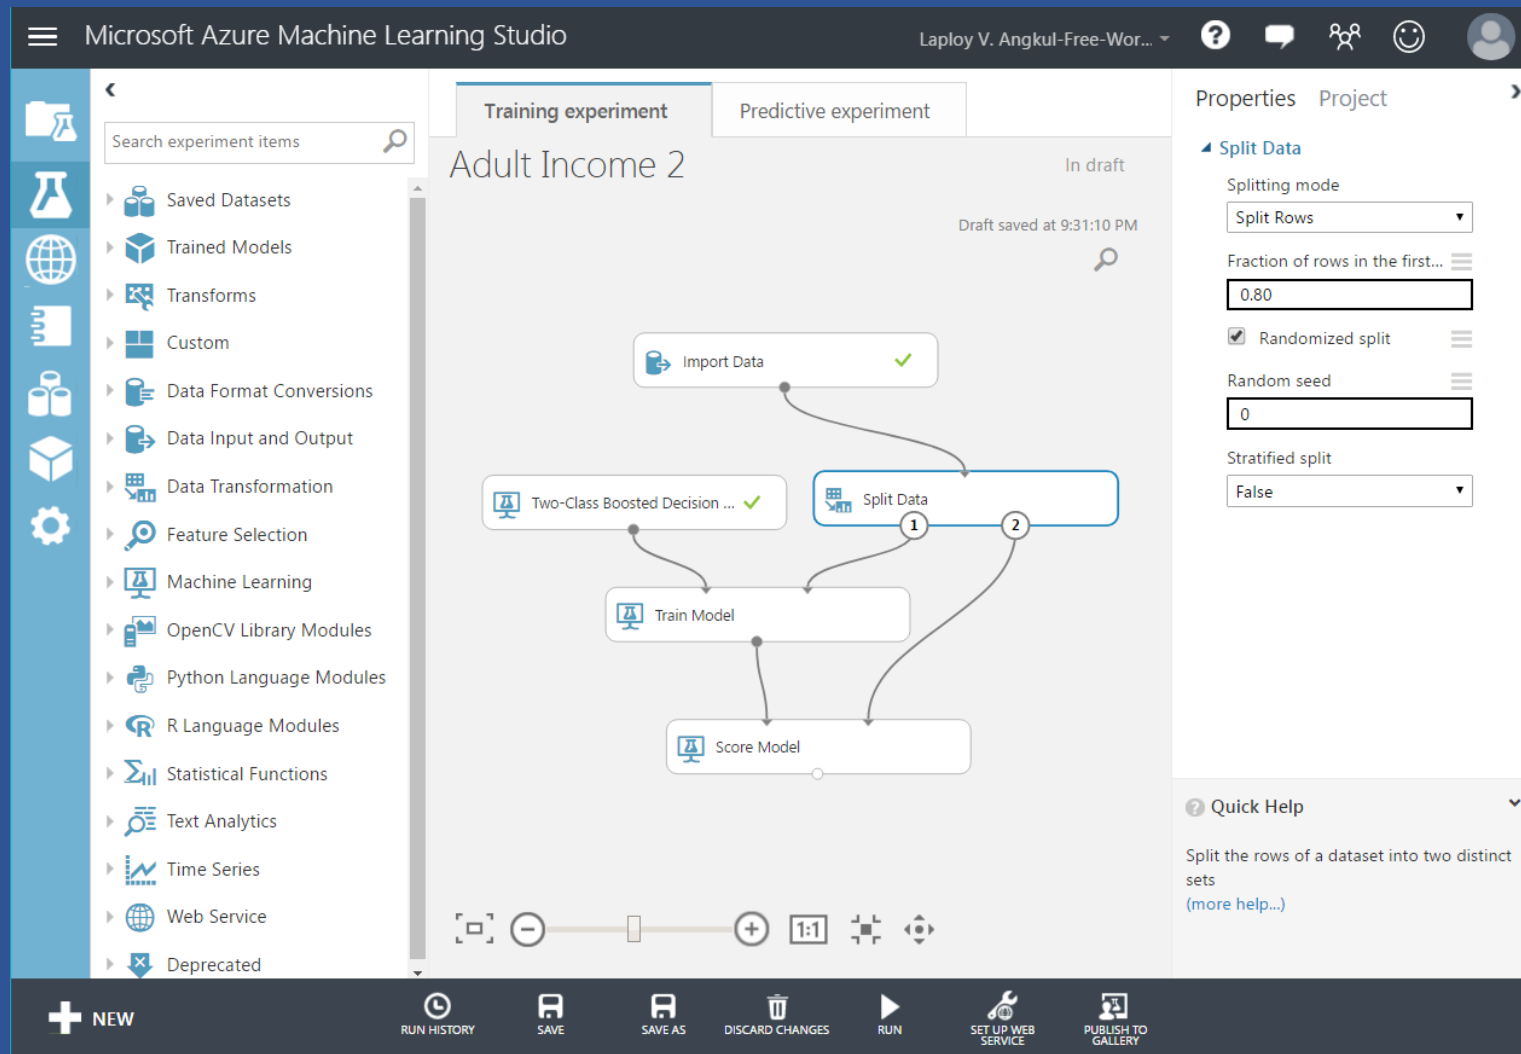 Microsoft Azure Machine Learning Studio
Laploy V. Angkul-Free-Wor...
?
Search experiment items
Saved Datasets
Trained Models
Transforms
Custom
Data Format Conversions
Data Input and Output
Data Transformation
Feature Selection
Machine Learning
OpenCV Library Modules
Python Language Modules
R Language Modules
Statistical Functions
Text Analytics
Time Series
Web Service
Deprecated
Training experiment
Predictive experiment
Adult Income 2
In draft
Draft saved at 9:31:10 PM
Import Data
Two-Class Boosted Decision ...
Split Data
1
2
Train Model
Score Model
1:1
Properties
Project
Split Data
Splitting mode
Split Rows
Fraction of rows in the first...
0.80
Randomized split
Random seed
0
Stratified split
False
? Quick Help
Split the rows of a dataset into two distinct
sets
(more help...)
NEW
RUN HISTORY
SAVE
SAVE AS
DISCARD CHANGES
RUN
SET UP WEB
SERVICE
PUBLISH TO
GALLERY